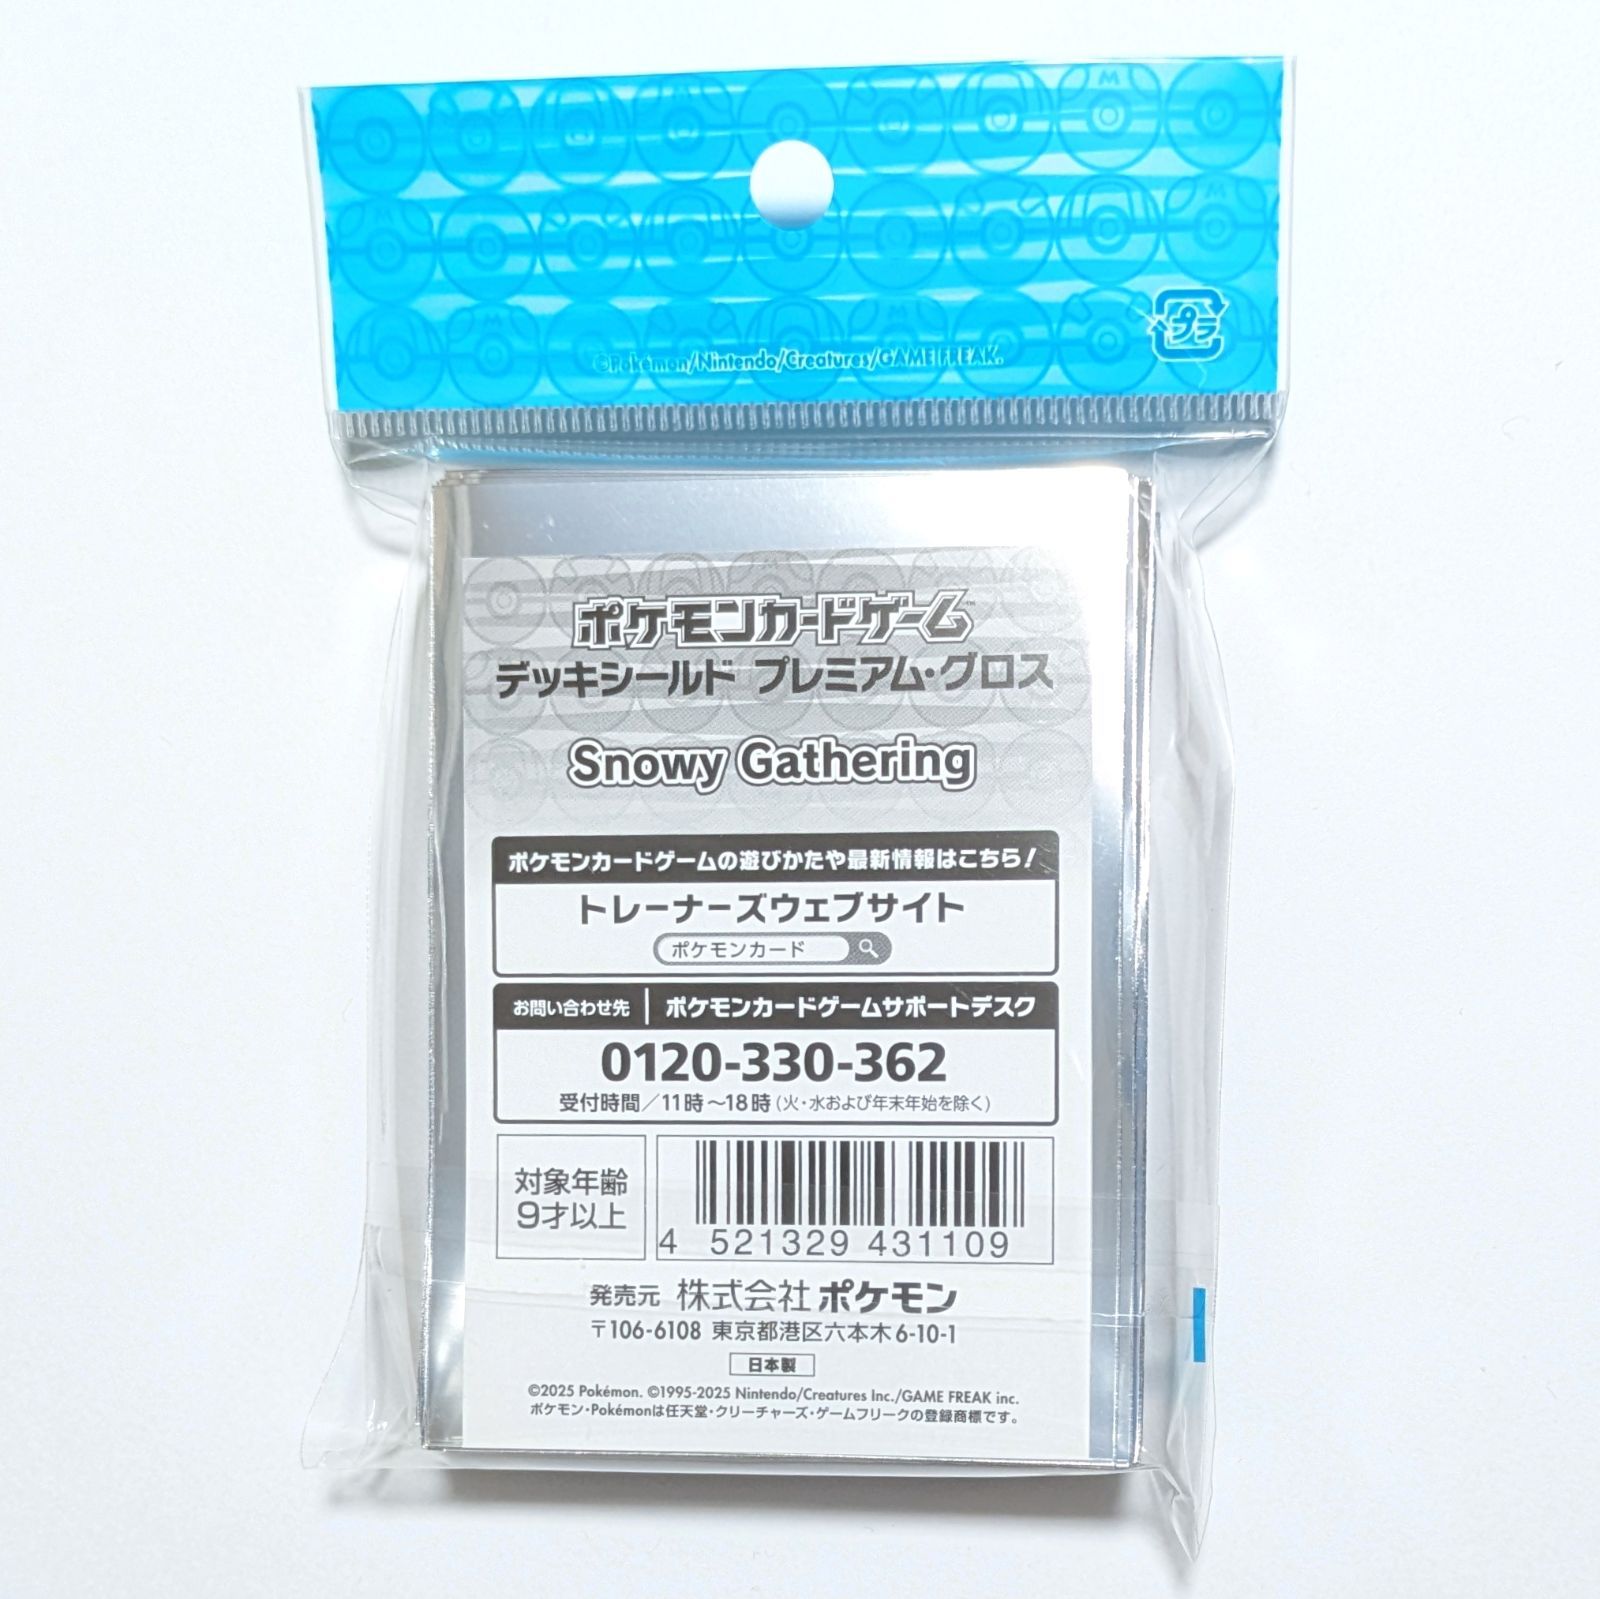 プラ
©Pokémon/Nintendo/Creatures/GAME FREAK.
ポケモンカードゲーム™
デッキシールド プレミアム・グロス
Snowy Gathering
ポケモンカードゲームの遊びかたや最新情報はこちら!
トレーナーズウェブサイト
ポケモンカード
お問い合わせ先 ポケモンカードゲームサポートデスク
0120-330-362
受付時間/11時~18時(火・水および年末年始を除く)
対象年齢
9才以上
4 521329 431109
発売元 株式会社ポケモン
〒106-6108 東京都港区六本木6-10-1
日本製
©2025 Pokémon. ©1995-2025 Nintendo/Creatures Inc./GAME FREAK inc.
ポケモン・Pokémonは任天堂・クリーチャーズ・ゲームフリークの登録商標です。